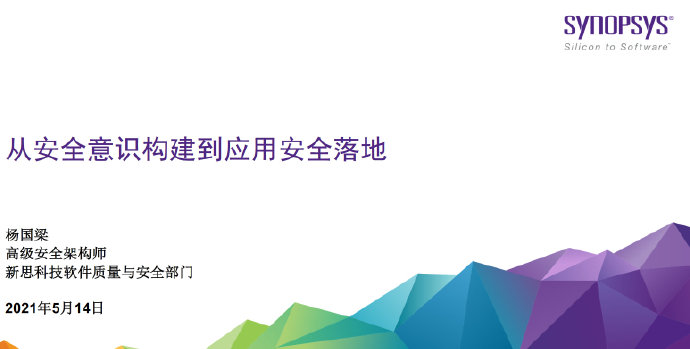 SYNOPSYS®
Silicon to Software™
从安全意识构建到应用安全落地
杨国梁
高级安全架构师
新思科技软件质量与安全部门
2021年5月14日